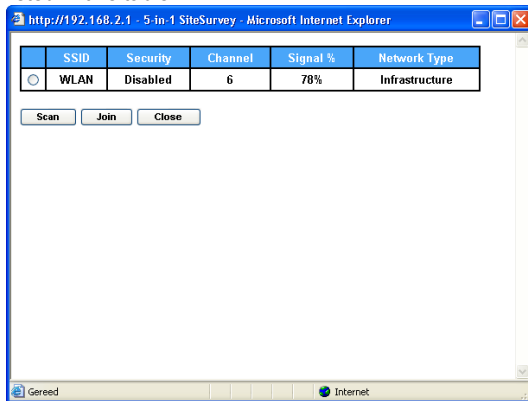 http://192.168.2.1 - 5-in-1 SiteSurvey - Microsoft Internet Explorer
SSID Security Channel Signal % Network Type
WLAN Disabled 6 78% Infrastructure
Scan Join Close
Gereed Internet